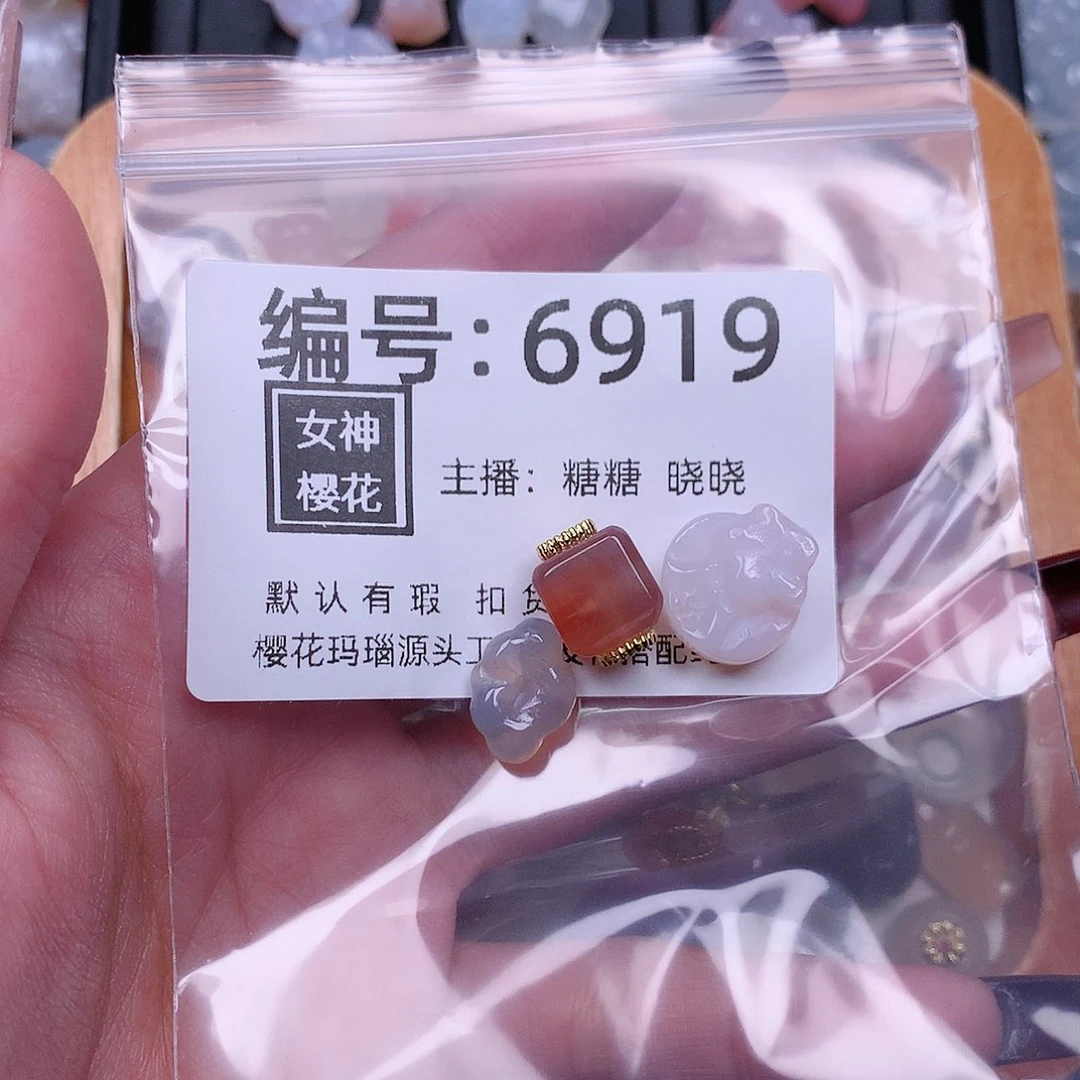 编号:6919
女神
樱花
主播: 糖糖 晓晓
默认有瑕 扣
樱花玛瑙源头